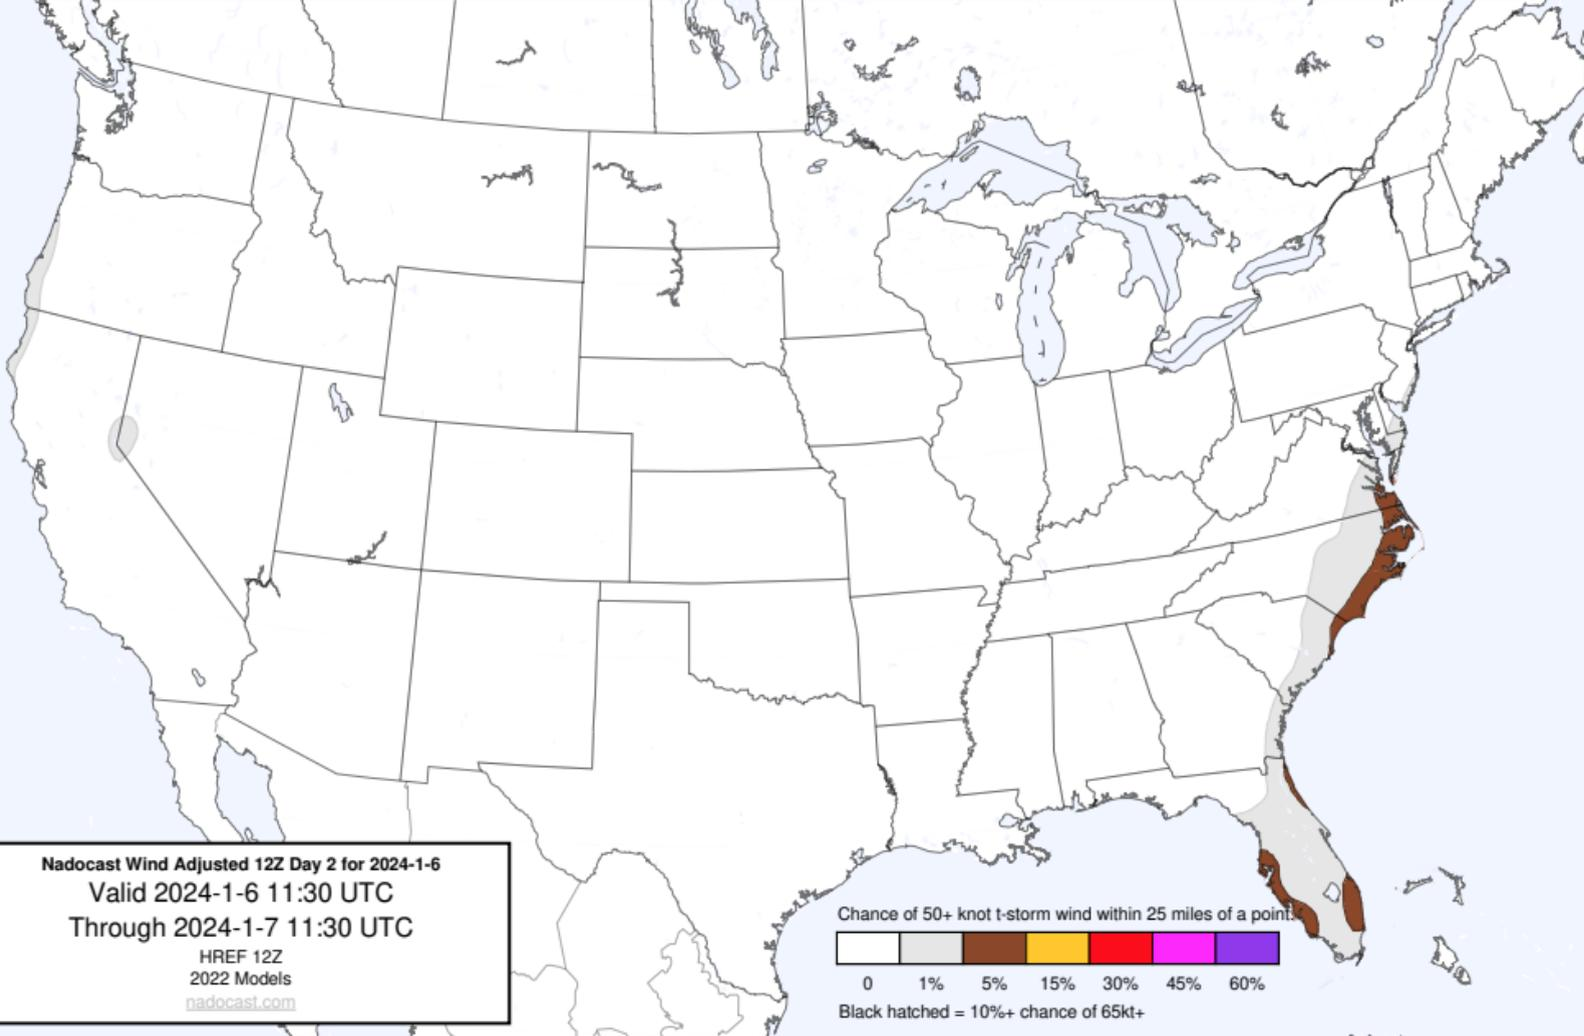 Nadocast Wind Adjusted 12Z Day 2 for 2024-1-6
Valid 2024-1-6 11:30 UTC
Through 2024-1-7 11:30 UTC
HREF 12Z
2022 Models
nadocast.com
Chance of 50+ knot t-storm wind within 25 miles of a point.
0 1% 5% 15% 30% 45% 60%
Black hatched = 10%+ chance of 65kt+